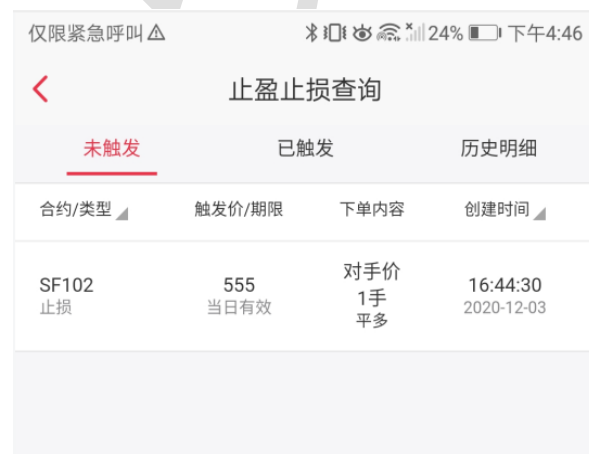 仅限紧急呼叫 24% 下午4:46
止盈止损查询
未触发 已触发 历史明细
合约/类型 触发价/期限 下单内容 创建时间
SF102 555 对手价 16:44:30
止损 当日有效 1手 2020-12-03
平多